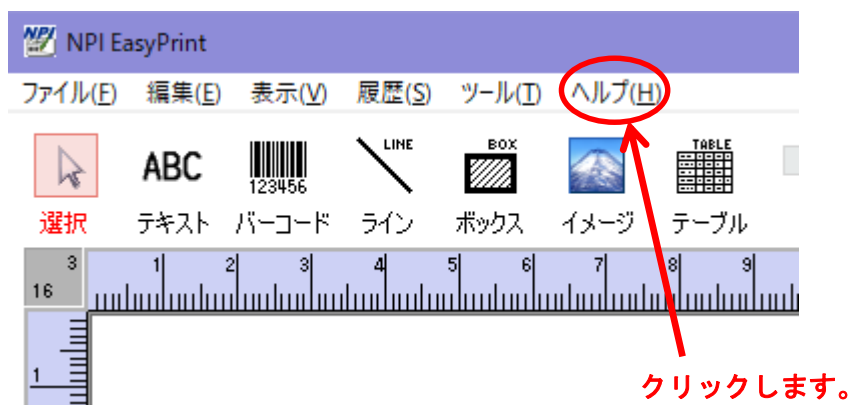 NPI EasyPrint
ファイル(F) 編集(E) 表示(V) 履歴(S) ツール(T) ヘルプ(H)
ABC 123456 LINE BOX TABLE
選択 テキスト バーコード ライン ボックス イメージ テーブル
3 1 2 3 4 5 6 7 8 9
16
1
クリックします。